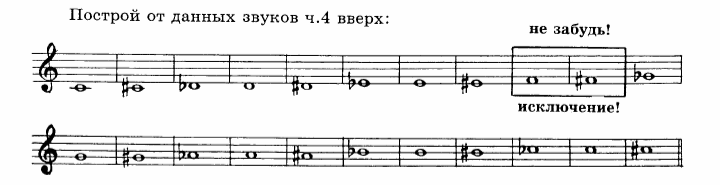 Построй от данных звуков ч.4 вверх:
не забудь!
исключение!